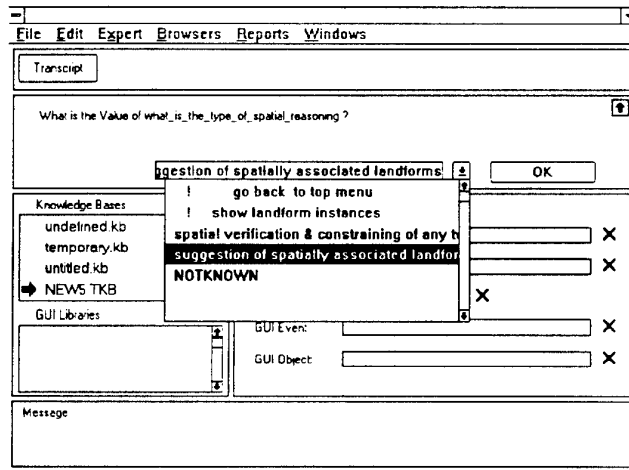 File Edit Expert Browsers Reports Windows
Transcript
What is the Value of what_is_the_type_of_spatial_reasoning ?
ggestion of spatially associated landforms
OK
! go back to top menu
! show landform instances
spatial verification & constraining of any t
suggestion of spatially associated landfor
NOTKNOWN
Knowledge Bases
undefined.kb
temporary.kb
untitled.kb
NEW5 TKB
GUI Libraries
GUI Event:
GUI Object:
Message